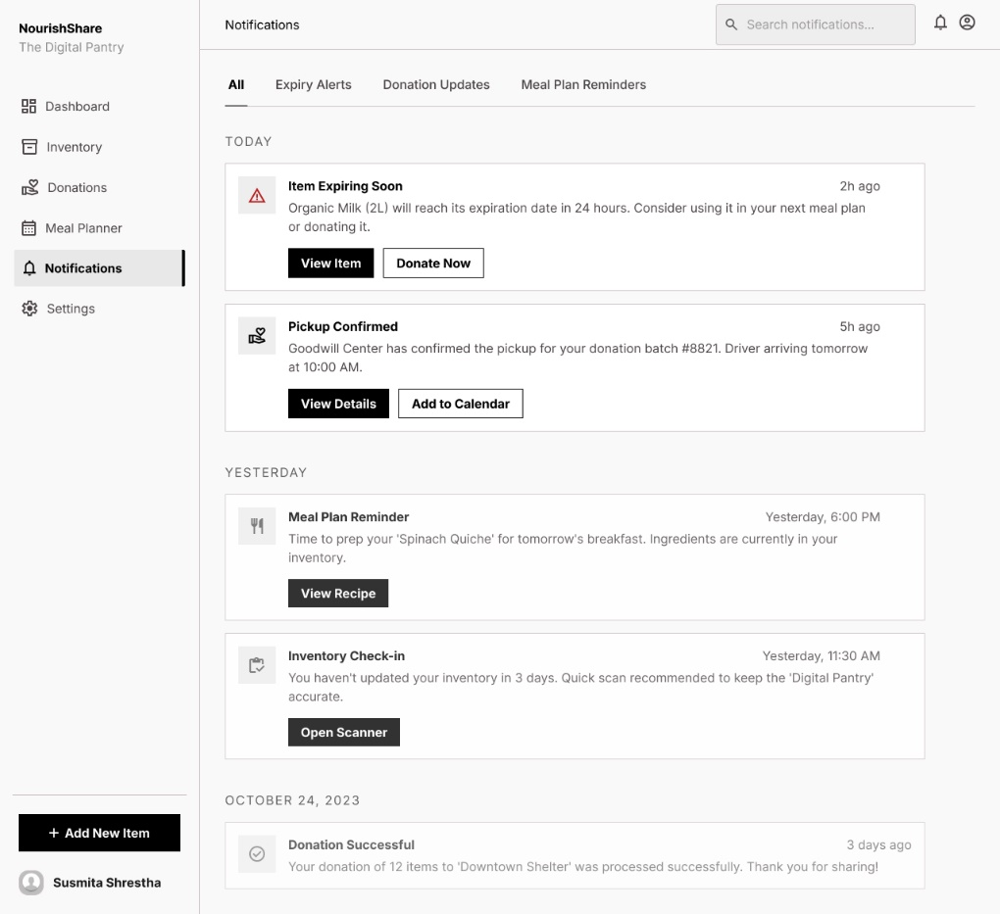 NourishShare
The Digital Pantry
Dashboard
Inventory
Donations
Meal Planner
Notifications
Settings
+ Add New Item
Susmita Shrestha
Notifications
Search notifications...
All
Expiry Alerts
Donation Updates
Meal Plan Reminders
TODAY
Item Expiring Soon
2h ago
Organic Milk (2L) will reach its expiration date in 24 hours. Consider using it in your next meal plan
or donating it.
View Item
Donate Now
Pickup Confirmed
5h ago
Goodwill Center has confirmed the pickup for your donation batch #8821. Driver arriving tomorrow
at 10:00 AM.
View Details
Add to Calendar
YESTERDAY
Meal Plan Reminder
Yesterday, 6:00 PM
Time to prep your 'Spinach Quiche' for tomorrow's breakfast. Ingredients are currently in your
inventory.
View Recipe
Inventory Check-in
Yesterday, 11:30 AM
You haven't updated your inventory in 3 days. Quick scan recommended to keep the 'Digital Pantry'
accurate.
Open Scanner
OCTOBER 24, 2023
Donation Successful
3 days ago
Your donation of 12 items to 'Downtown Shelter' was processed successfully. Thank you for sharing!